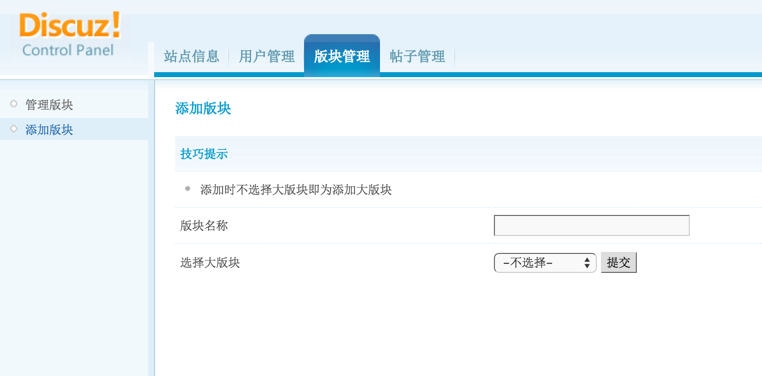 Discuz!
Control Panel
站点信息 用户管理 版块管理 帖子管理
管理版块
添加版块
添加版块
技巧提示
添加时不选择大版块即为添加大版块
版块名称
选择大版块 -不选择- 提交